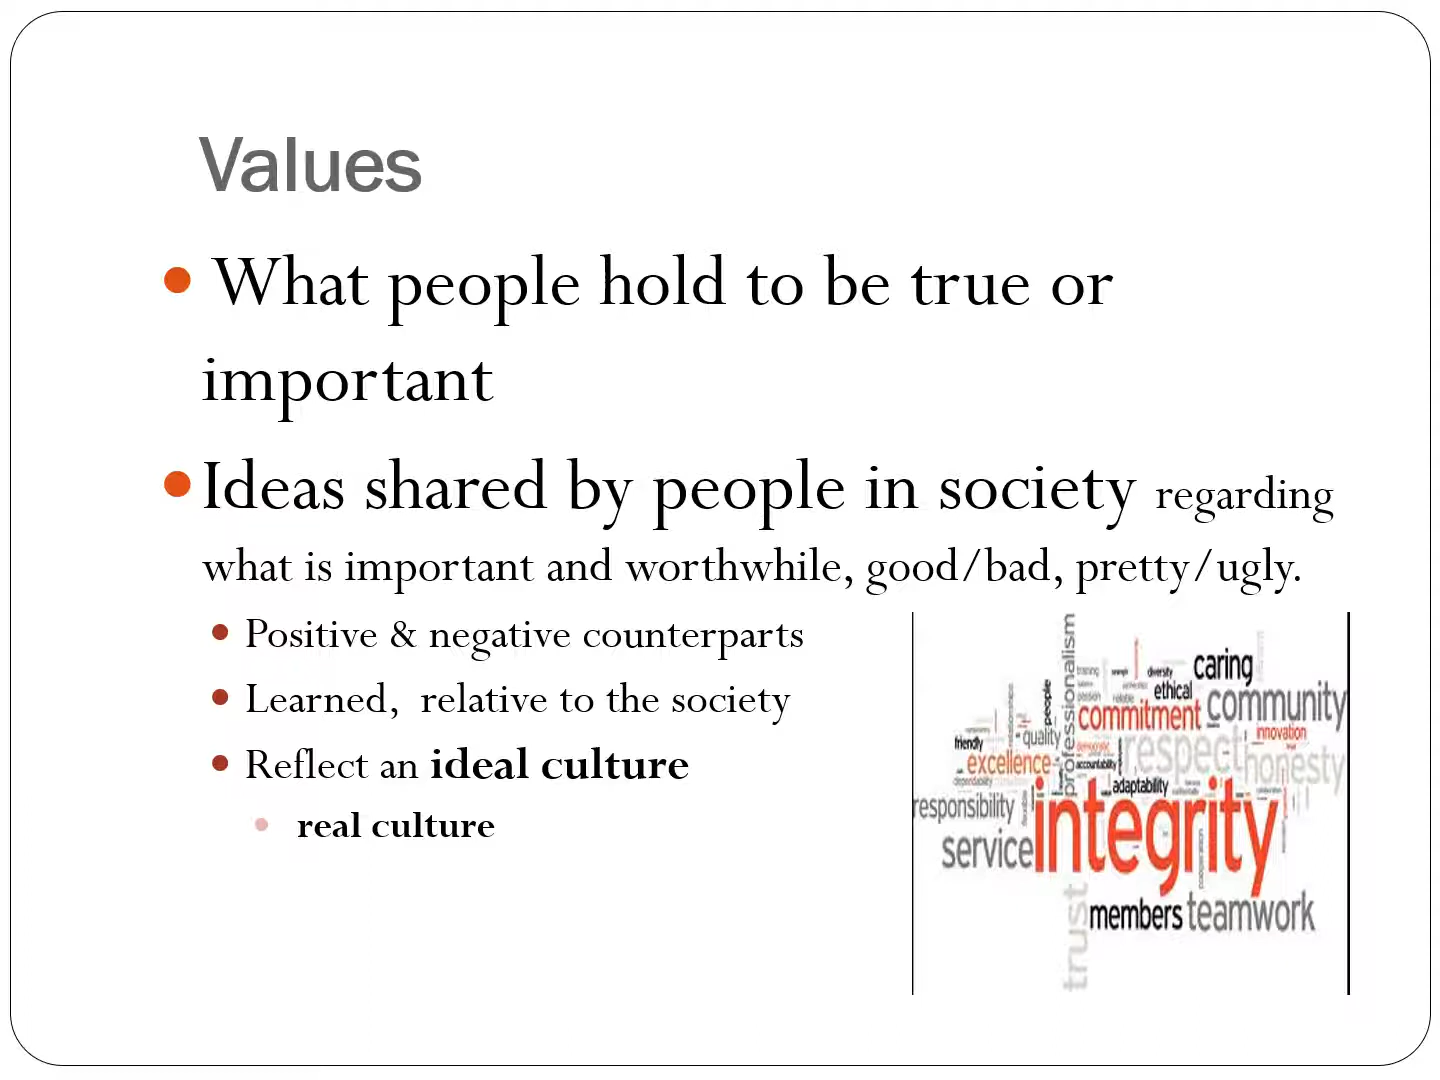 Values
What people hold to be true or
important
Ideas shared by people in society regarding
what is important and worthwhile, good/bad, pretty/ugly.
Positive & negative counterparts
Learned,  relative to the society
Reflect an ideal culture
real culture
professionalism
caring
training
diversity
people
ethical
community
commitment
innovation
friendly
quality
respect
honesty
excellence
accountability
adaptability
responsibility
integrity
service
members
teamwork
trust